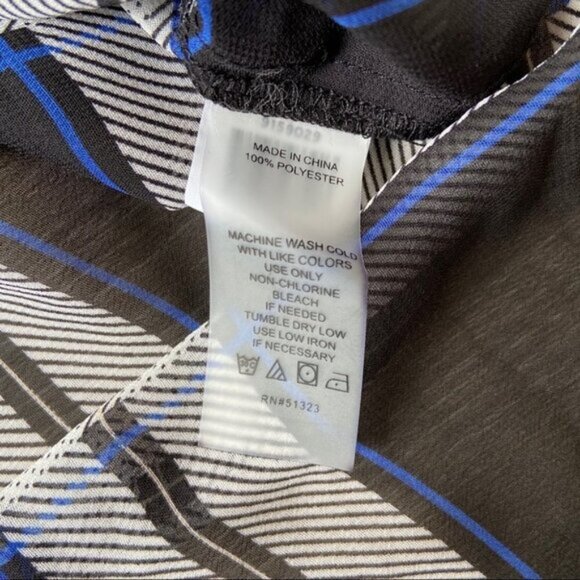 MADE IN CHINA
100% POLYESTER
MACHINE WASH COLD
WITH LIKE COLORS
USE ONLY
NON-CHLORINE
BLEACH
IF NEEDED
TUMBLE DRY LOW
USE LOW IRON
IF NECESSARY
RN#51323